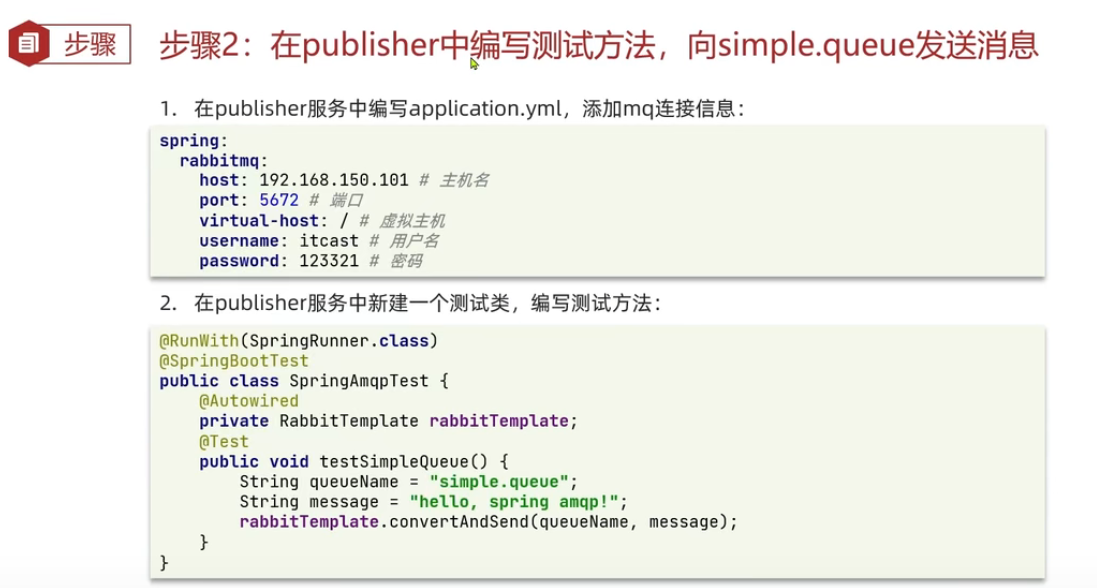 步骤
步骤2：在publisher中编写测试方法，向simple.queue发送消息
1. 在publisher服务中编写application.yml，添加mq连接信息：
spring:
  rabbitmq:
    host: 192.168.150.101 # 主机名
    port: 5672 # 端口
    virtual-host: / # 虚拟主机
    username: itcast # 用户名
    password: 123321 # 密码
2. 在publisher服务中新建一个测试类，编写测试方法：
@RunWith(SpringRunner.class)
@SpringBootTest
public class SpringAmqpTest {
    @Autowired
    private RabbitTemplate rabbitTemplate;
    @Test
    public void testSimpleQueue() {
        String queueName = "simple.queue";
        String message = "hello, spring amqp!";
        rabbitTemplate.convertAndSend(queueName, message);
    }
}